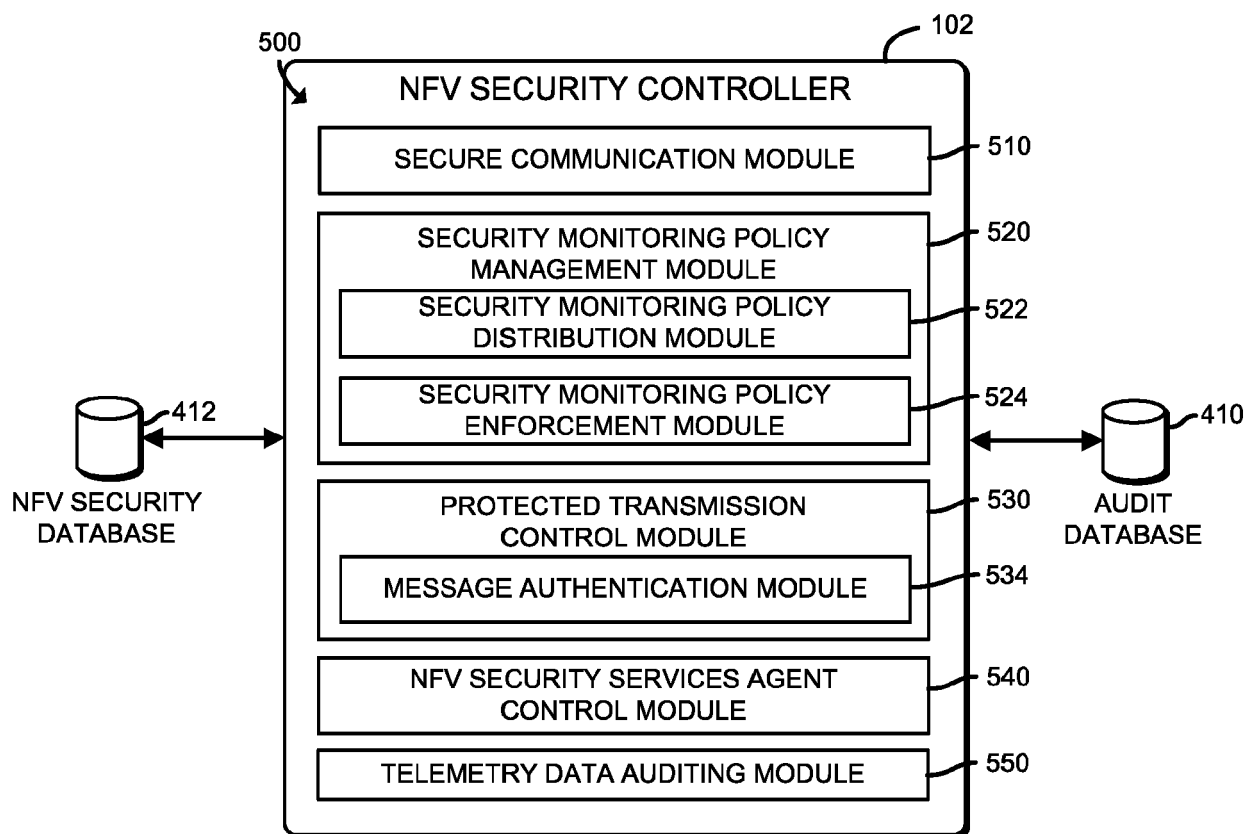 102
500
NFV SECURITY CONTROLLER
SECURE COMMUNICATION MODULE
510
SECURITY MONITORING POLICY
MANAGEMENT MODULE
520
SECURITY MONITORING POLICY
DISTRIBUTION MODULE
522
SECURITY MONITORING POLICY
ENFORCEMENT MODULE
524
412
NFV SECURITY
DATABASE
410
AUDIT
DATABASE
PROTECTED TRANSMISSION
CONTROL MODULE
530
MESSAGE AUTHENTICATION MODULE
534
NFV SECURITY SERVICES AGENT
CONTROL MODULE
540
TELEMETRY DATA AUDITING MODULE
550